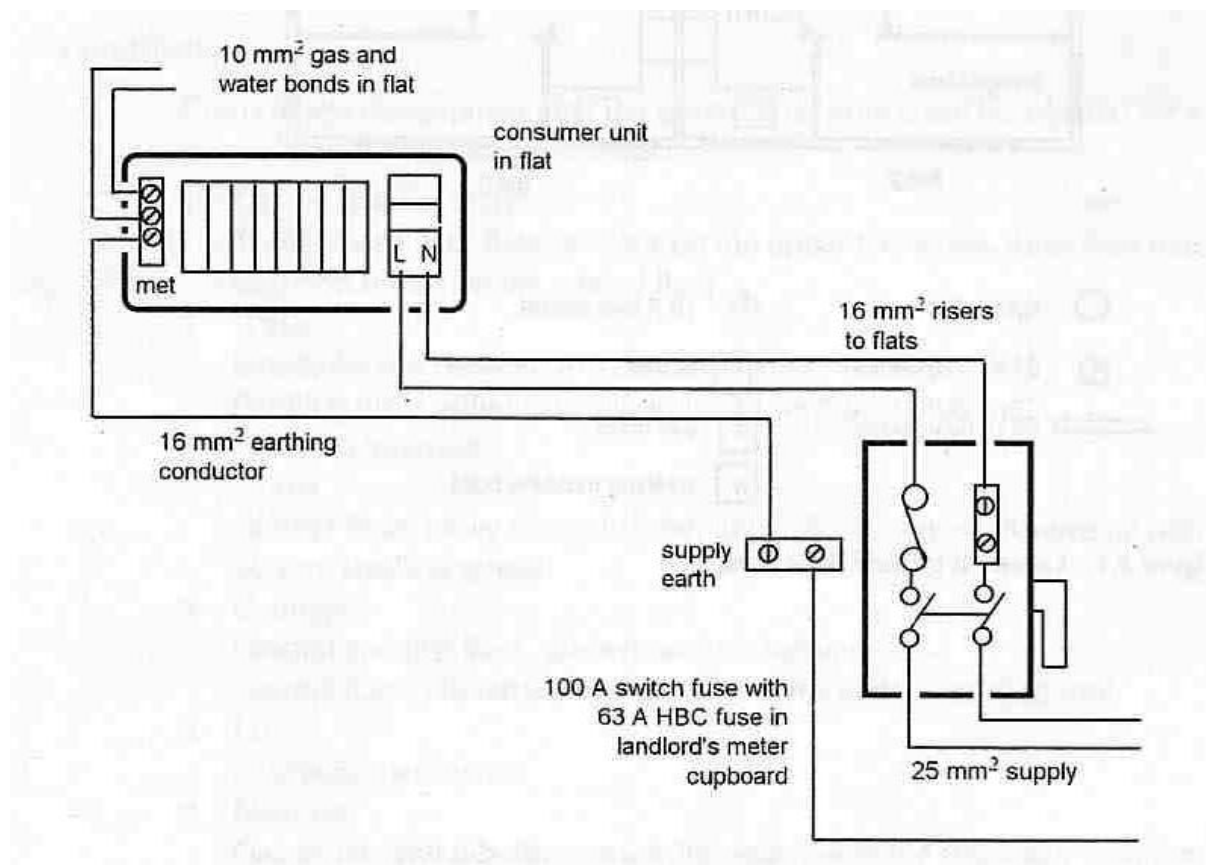 10 mm² gas and
water bonds in flat
consumer unit
in flat
L N
met
16 mm² risers
to flats
16 mm² earthing
conductor
supply
earth
100 A switch fuse with
63 A HBC fuse in
landlord's meter
cupboard
25 mm² supply